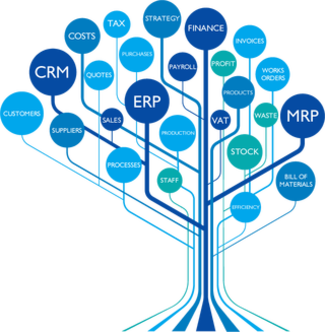 STRATEGY
TAX
FINANCE
COSTS
INVOICES
PURCHASES
CRM
QUOTES
PAYROLL
PROFIT
WORKS
ORDERS
PRODUCTS
ERP
CUSTOMERS
SUPPLIERS
SALES
PRODUCTION
VAT
WASTE
MRP
STOCK
PROCESSES
STAFF
BILL OF
MATERIALS
EFFICIENCY